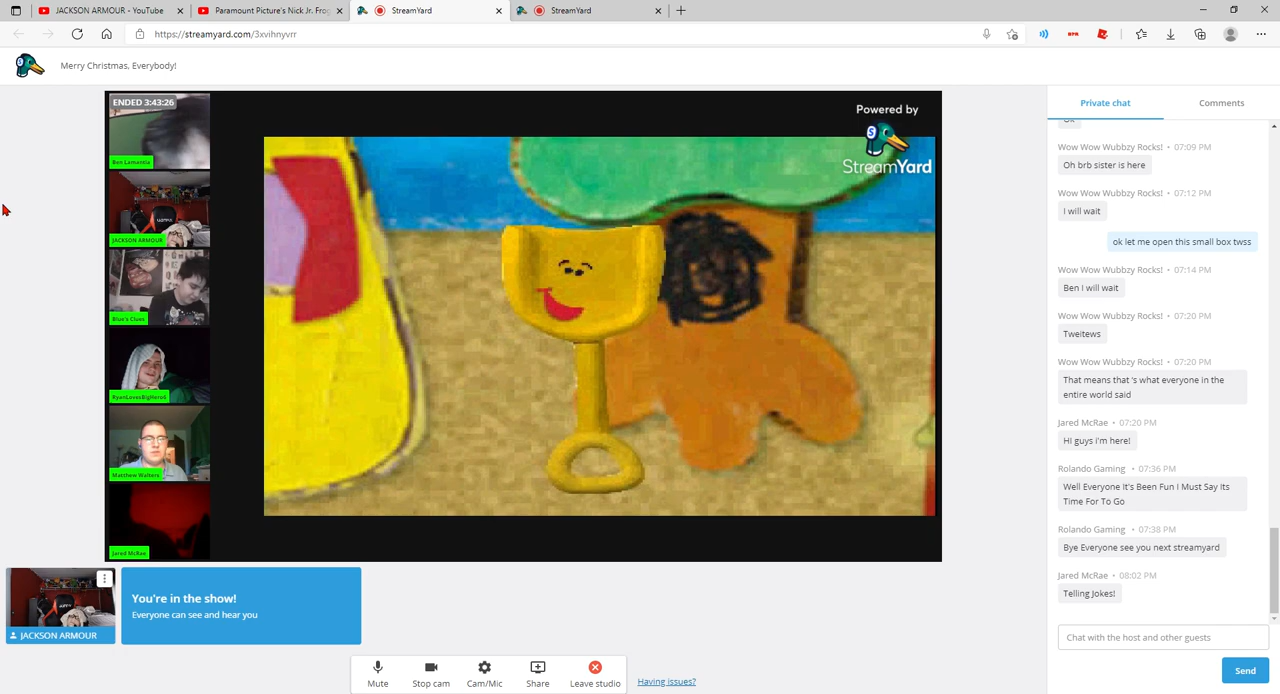 JACKSON ARMOUR - YouTube
Paramount Picture's Nick Jr. Frog
StreamYard
StreamYard
https://streamyard.com/3xvihnyvrr
Merry Christmas, Everybody!
ENDED 3:43:26
Ben Lamantia
JACKSON ARMOUR
Blue's Clues
RyanLovesBigHero6
Matthew Walters
Jared McRae
Powered by
StreamYard
JACKSON ARMOUR
You're in the show!
Everyone can see and hear you
Mute
Stop cam
Cam/Mic
Share
Leave studio
Having issues?
Private chat
Comments
Ok
Wow Wow Wubbzy Rocks! • 07:09 PM
Oh brb sister is here
Wow Wow Wubbzy Rocks! • 07:12 PM
I will wait
ok let me open this small box twss
Wow Wow Wubbzy Rocks! • 07:14 PM
Ben I will wait
Wow Wow Wubbzy Rocks! • 07:20 PM
Tweitews
Wow Wow Wubbzy Rocks! • 07:20 PM
That means that 's what everyone in the
entire world said
Jared McRae • 07:20 PM
Hi guys i'm here!
Rolando Gaming • 07:36 PM
Well Everyone It's Been Fun I Must Say Its
Time For To Go
Rolando Gaming • 07:38 PM
Bye Everyone see you next streamyard
Jared McRae • 08:02 PM
Telling Jokes!
Chat with the host and other guests
Send